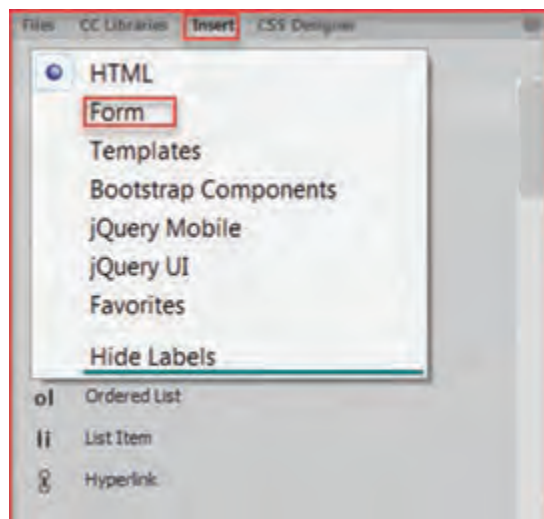 Files CC Libraries Insert CSS Designer
HTML
Form
Templates
Bootstrap Components
jQuery Mobile
jQuery UI
Favorites
Hide Labels
ol Ordered List
li List Item
Hyperlink